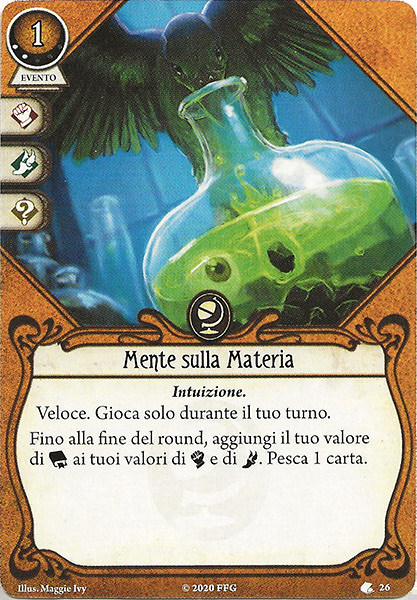 1
EVENTO
?
Mente sulla Materia
Intuizione.
Veloce. Gioca solo durante il tuo turno.
Fino alla fine del round, aggiungi il tuo valore
di ai tuoi valori di e di . Pesca 1 carta.
Illus. Maggie Ivy © 2020 FFG 26